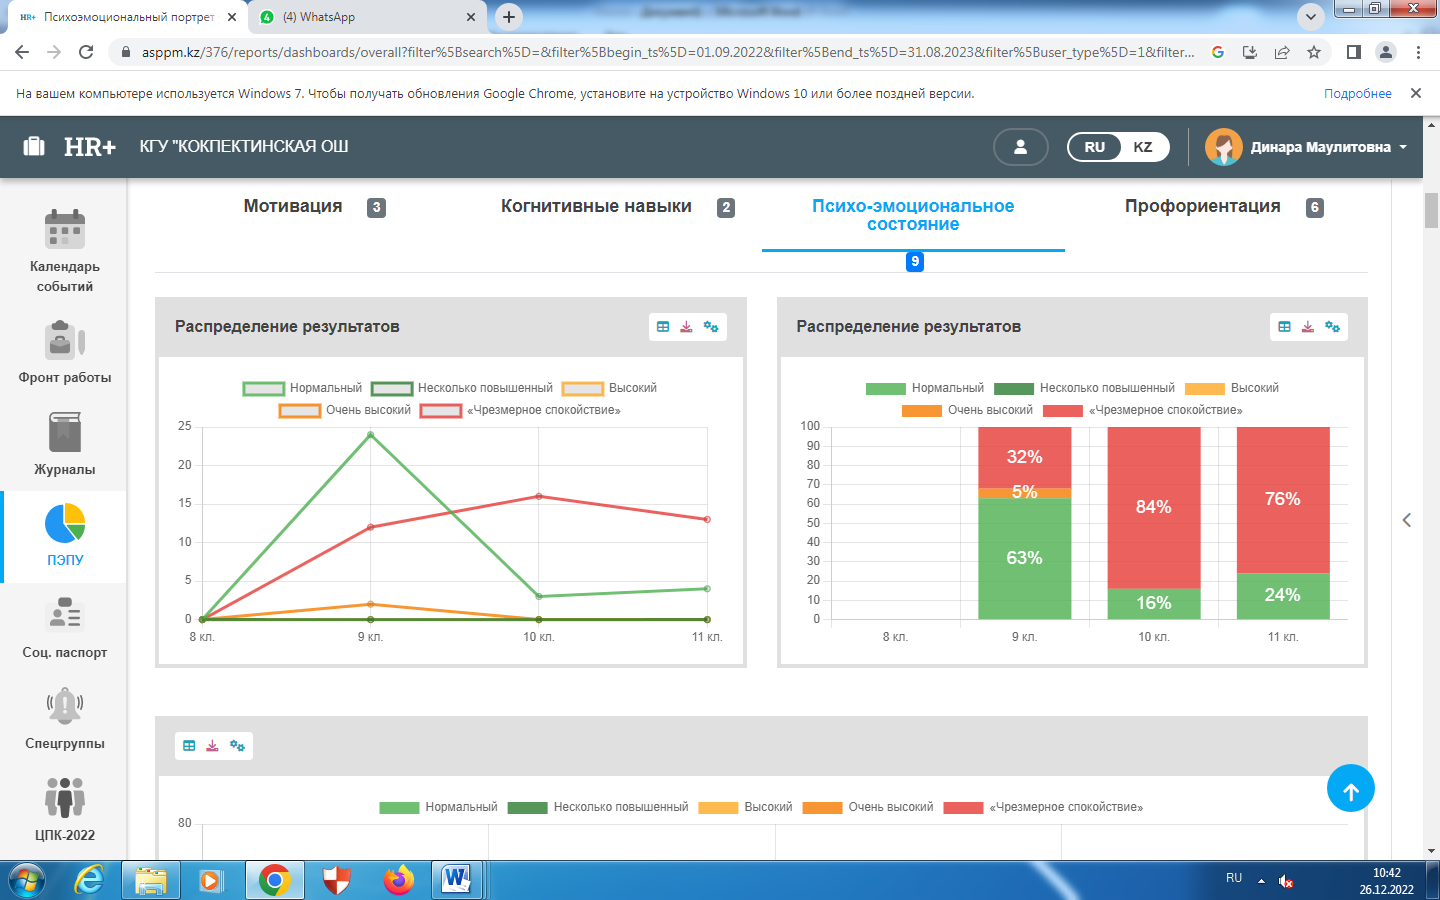 HR+ Психоэмоциональный портрет
(4) WhatsApp
asppm.kz/376/reports/dashboards/overall?filter%5Bsearch%5D=&filter%5Bbegin_ts%5D=01.09.2022&filter%5Bend_ts%5D=31.08.2023&filter%5Buser_type%5D=1&filter...
На вашем компьютере используется Windows 7. Чтобы получать обновления Google Chrome, установите на устройство Windows 10 или более поздней версии.
Подробнее
HR+ КГУ "КОКПЕКТИНСКАЯ ОШ
RU KZ
Динара Маулитовна
Календарь
событий
Фронт работы
Журналы
ПЭПУ
Соц. паспорт
Спецгруппы
ЦПК-2022
Мотивация 3
Когнитивные навыки 2
Психо-эмоциональное
состояние
9
Профориентация 6
Распределение результатов
Нормальный Несколько повышенный Высокий
Очень высокий «Чрезмерное спокойствие»
25
20
15
10
5
0
8 кл. 9 кл. 10 кл. 11 кл.
Распределение результатов
Нормальный Несколько повышенный Высокий
Очень высокий «Чрезмерное спокойствие»
100
90
80
70
60
50
40
30
20
10
0
32%
5%
63%
84%
16%
76%
24%
8 кл. 9 кл. 10 кл. 11 кл.
Нормальный Несколько повышенный Высокий Очень высокий «Чрезмерное спокойствие»
80
RU
10:42
26.12.2022